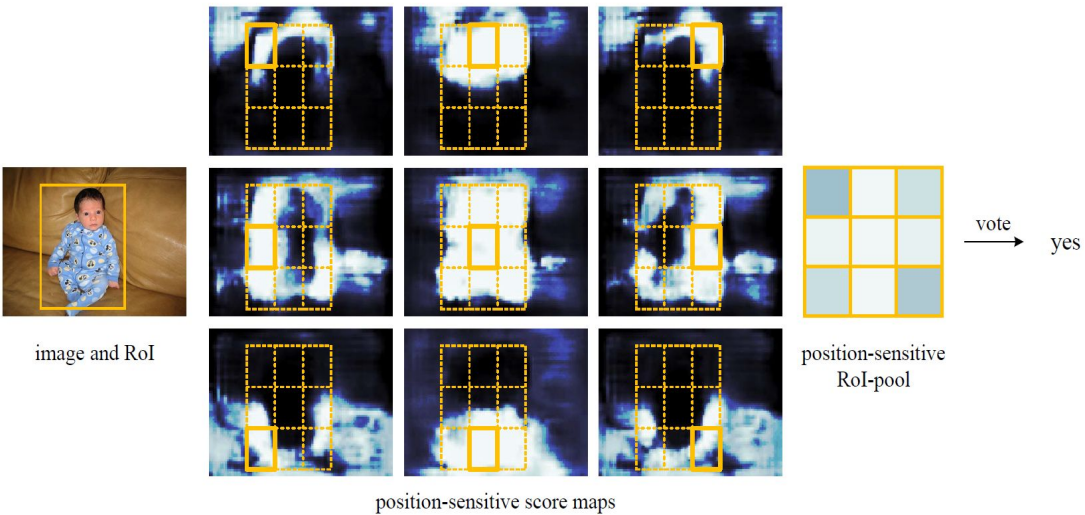 vote
yes
image and RoI
position-sensitive
RoI-pool
position-sensitive score maps